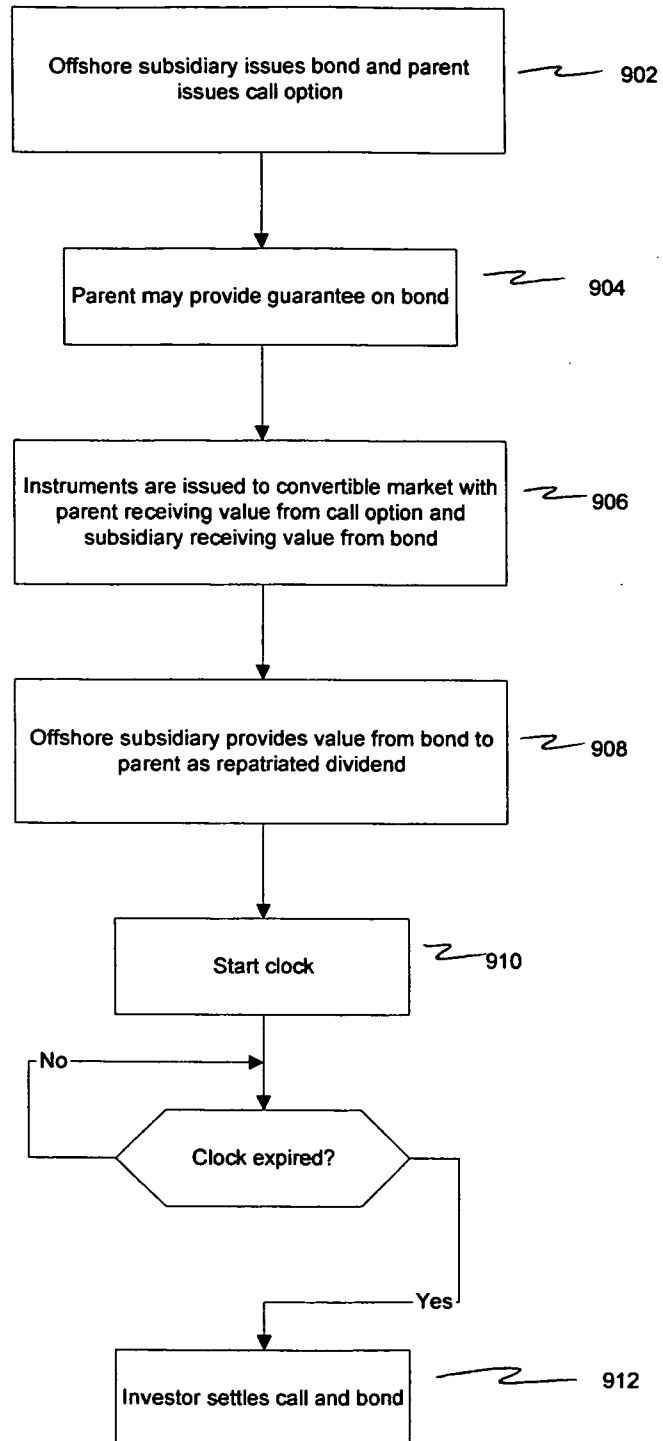 Offshore subsidiary issues bond and parent
issues call option
902
Parent may provide guarantee on bond
904
Instruments are issued to convertible market with
parent receiving value from call option and
subsidiary receiving value from bond
906
Offshore subsidiary provides value from bond to
parent as repatriated dividend
908
Start clock
910
No
Clock expired?
Yes
Investor settles call and bond
912